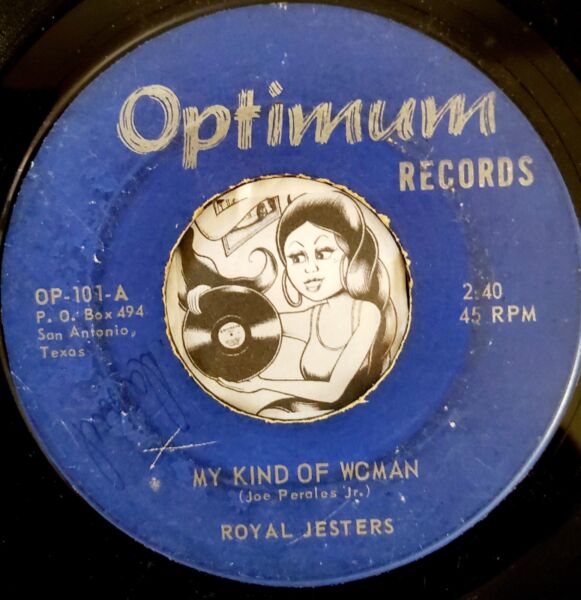 Optimum
RECORDS
OP-101-A
P. O. Box 494
San Antonio,
Texas
2:40
45 RPM
MY KIND OF WOMAN
(Joe Perales Jr.)
ROYAL JESTERS